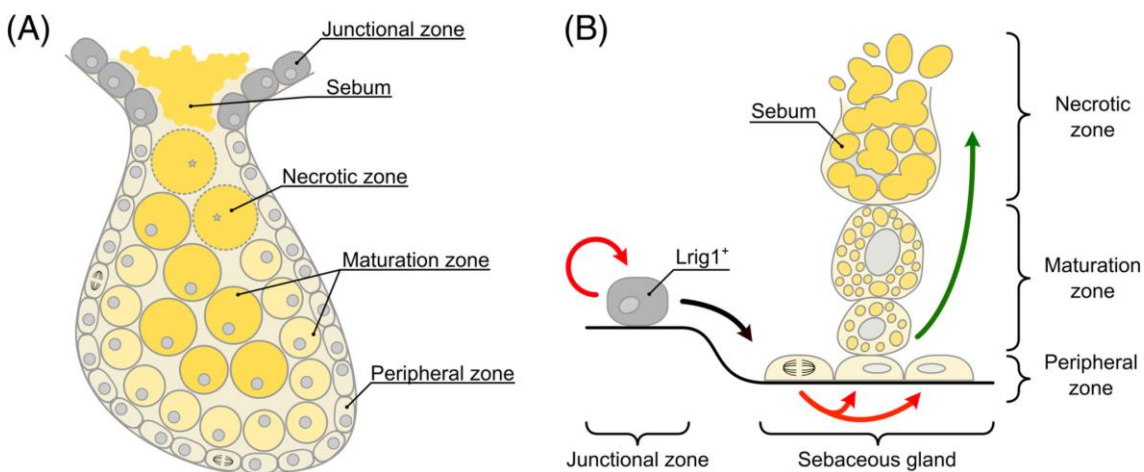 (A)
Junctional zone
Sebum
Necrotic zone
Maturation zone
Peripheral zone
(B)
Sebum
Lrig1⁺
Necrotic
zone
Maturation
zone
Peripheral
zone
Junctional zone
Sebaceous gland